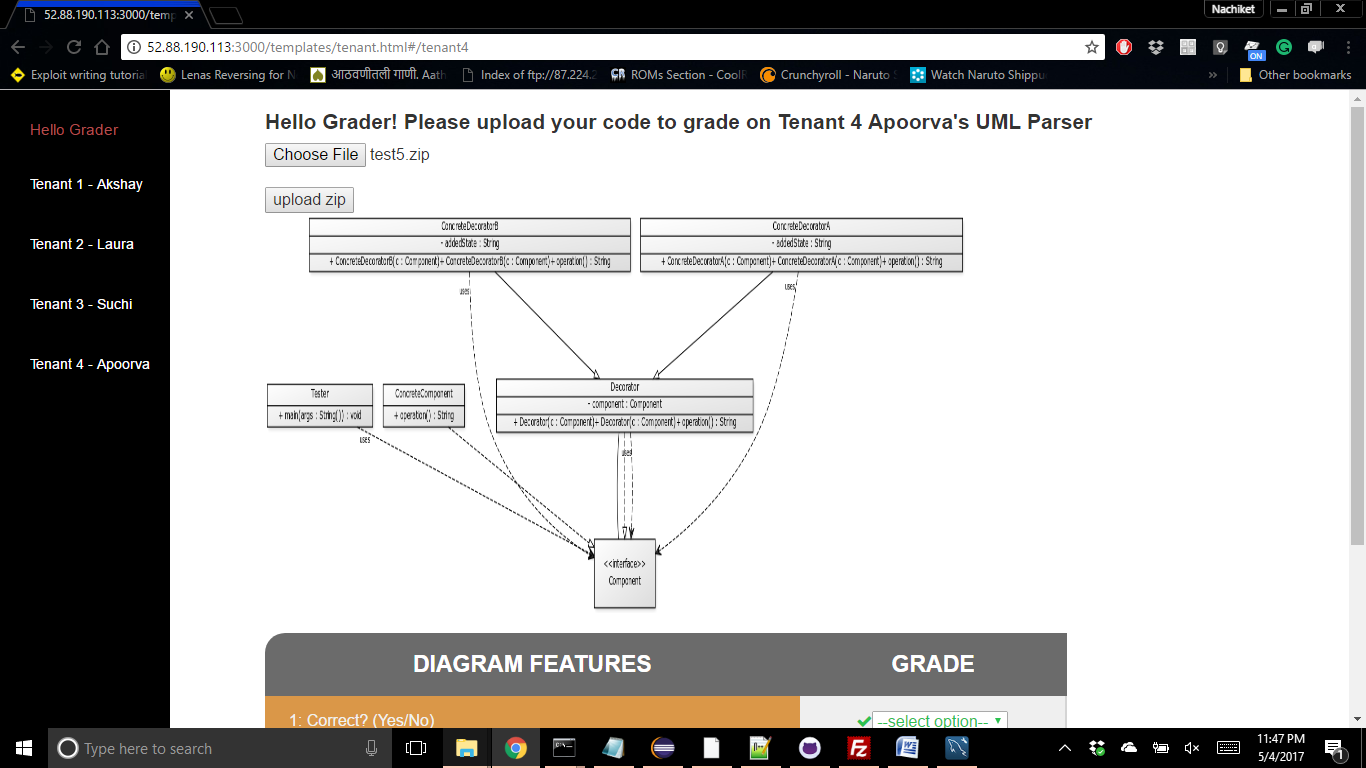 Nachiket
52.88.190.113:3000/temp
52.88.190.113:3000/templates/tenant.html#/tenant4
ON
Exploit writing tutoria
Lenas Reversing for N
आठवणीतली गाणी. Aath
Index of ftp://87.224.2
ROMs Section - CoolR
Crunchyroll - Naruto S
Watch Naruto Shippu
»
Other bookmarks
Hello Grader
Tenant 1 - Akshay
Tenant 2 - Laura
Tenant 3 - Suchi
Tenant 4 - Apoorva
Hello Grader! Please upload your code to grade on Tenant 4 Apoorva's UML Parser
Choose File test5.zip
upload zip
ConcreteDecoratorB
- addedState : String
+ ConcreteDecoratorB(c : Component)+ ConcreteDecoratorB(c : Component)+ operation() : String
ConcreteDecoratorA
- addedState : String
+ ConcreteDecoratorA(c : Component)+ ConcreteDecoratorA(c : Component)+ operation() : String
uses
uses
Tester
+ main(args : String()) : void
ConcreteComponent
+ operation() : String
Decorator
- component : Component
+ Decorator(c : Component)+ Decorator(c : Component)+ operation() : String
uses
uses
<<interface>>
Component
DIAGRAM FEATURES
GRADE
1: Correct? (Yes/No)
--select option--
Type here to search
11:47 PM
5/4/2017
1